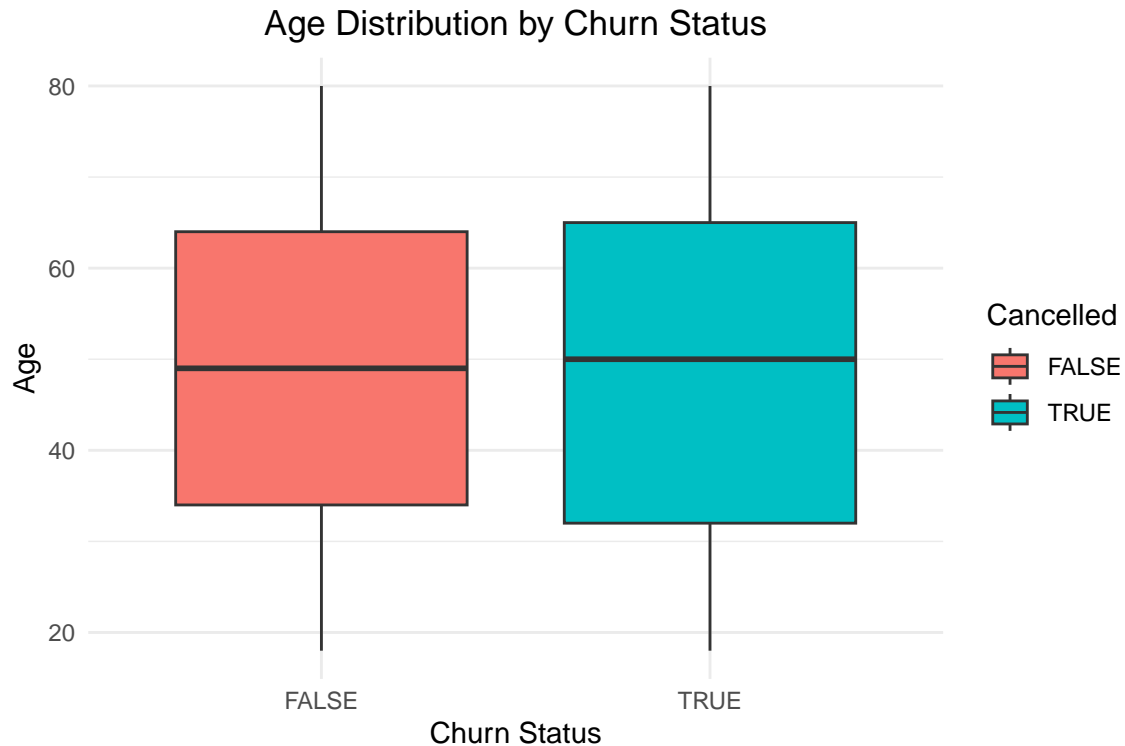 Age Distribution by Churn Status
80
60
40
20
Age
FALSE
TRUE
Churn Status
Cancelled
FALSE
TRUE